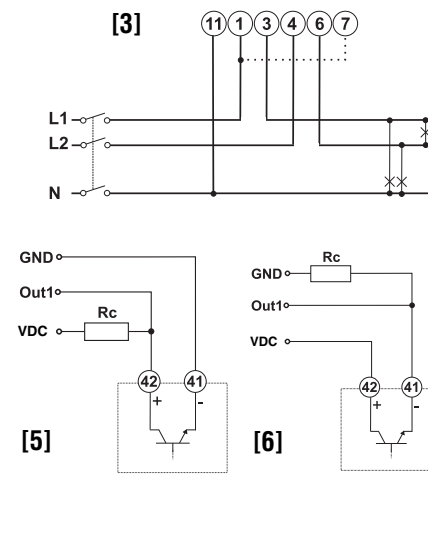 [3]
11 1 3 4 6 7
L1
L2
N
GND
Out1
Rc
VDC
42 41
+ -
[5]
Rc
GND
Out1
VDC
42 41
+ -
[6]